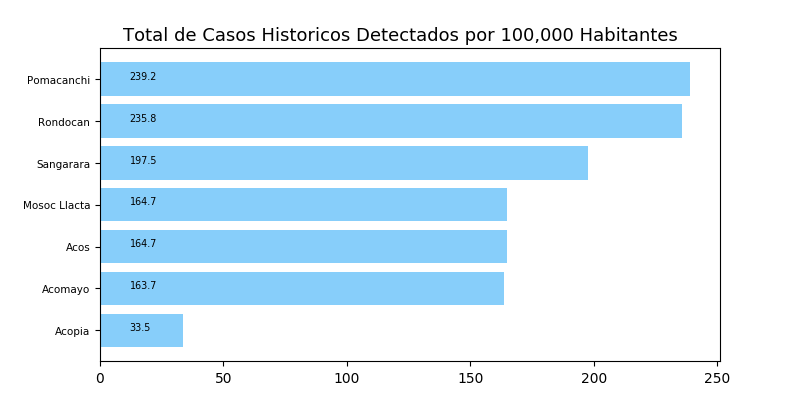 Total de Casos Historicos Detectados por 100,000 Habitantes
Pomacanchi 239.2
Rondocan 235.8
Sangarara 197.5
Mosoc Llacta 164.7
Acos 164.7
Acomayo 163.7
Acopia 33.5
0 50 100 150 200 250